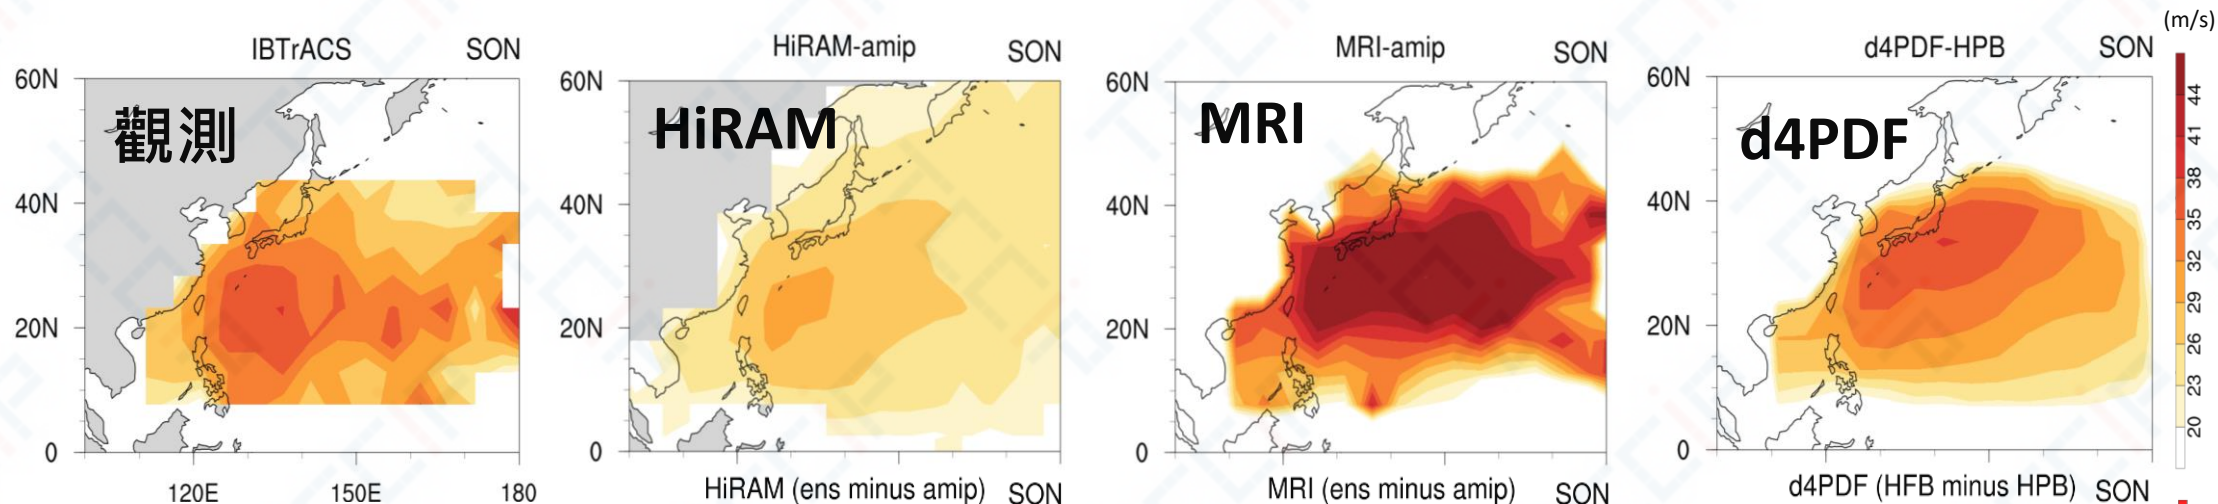 (m/s)
IBTrACS SON
60N
觀測
40N
20N
0
120E 150E 180
HiRAM-amip SON
60N
HiRAM
40N
20N
0
HiRAM (ens minus amip) SON
MRI-amip SON
60N
MRI
40N
20N
0
MRI (ens minus amip) SON
d4PDF-HPB SON
60N
d4PDF
40N
20N
0
d4PDF (HFB minus HPB) SON
44
41
38
35
32
29
26
23
20